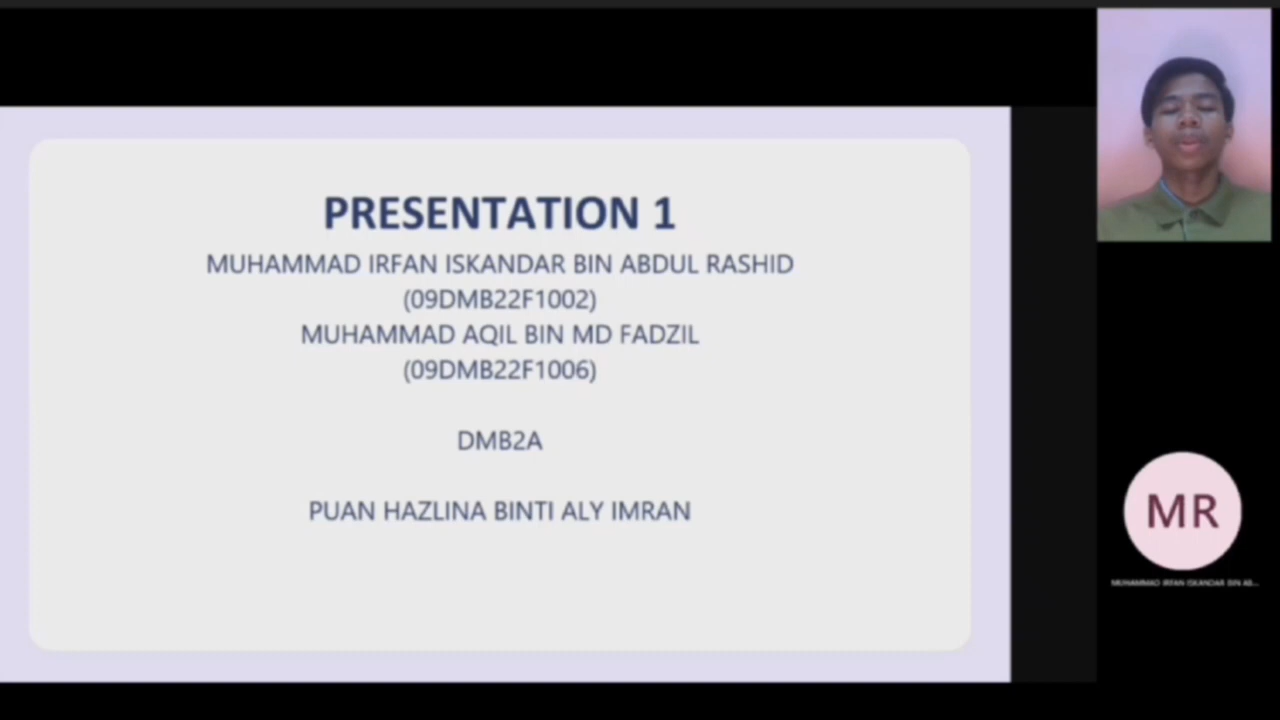 PRESENTATION 1
MUHAMMAD IRFAN ISKANDAR BIN ABDUL RASHID
(09DMB22F1002)
MUHAMMAD AQIL BIN MD FADZIL
(09DMB22F1006)
DMB2A
PUAN HAZLINA BINTI ALY IMRAN
MR
MUHAMMAD IRFAN ISKANDAR BIN AB...